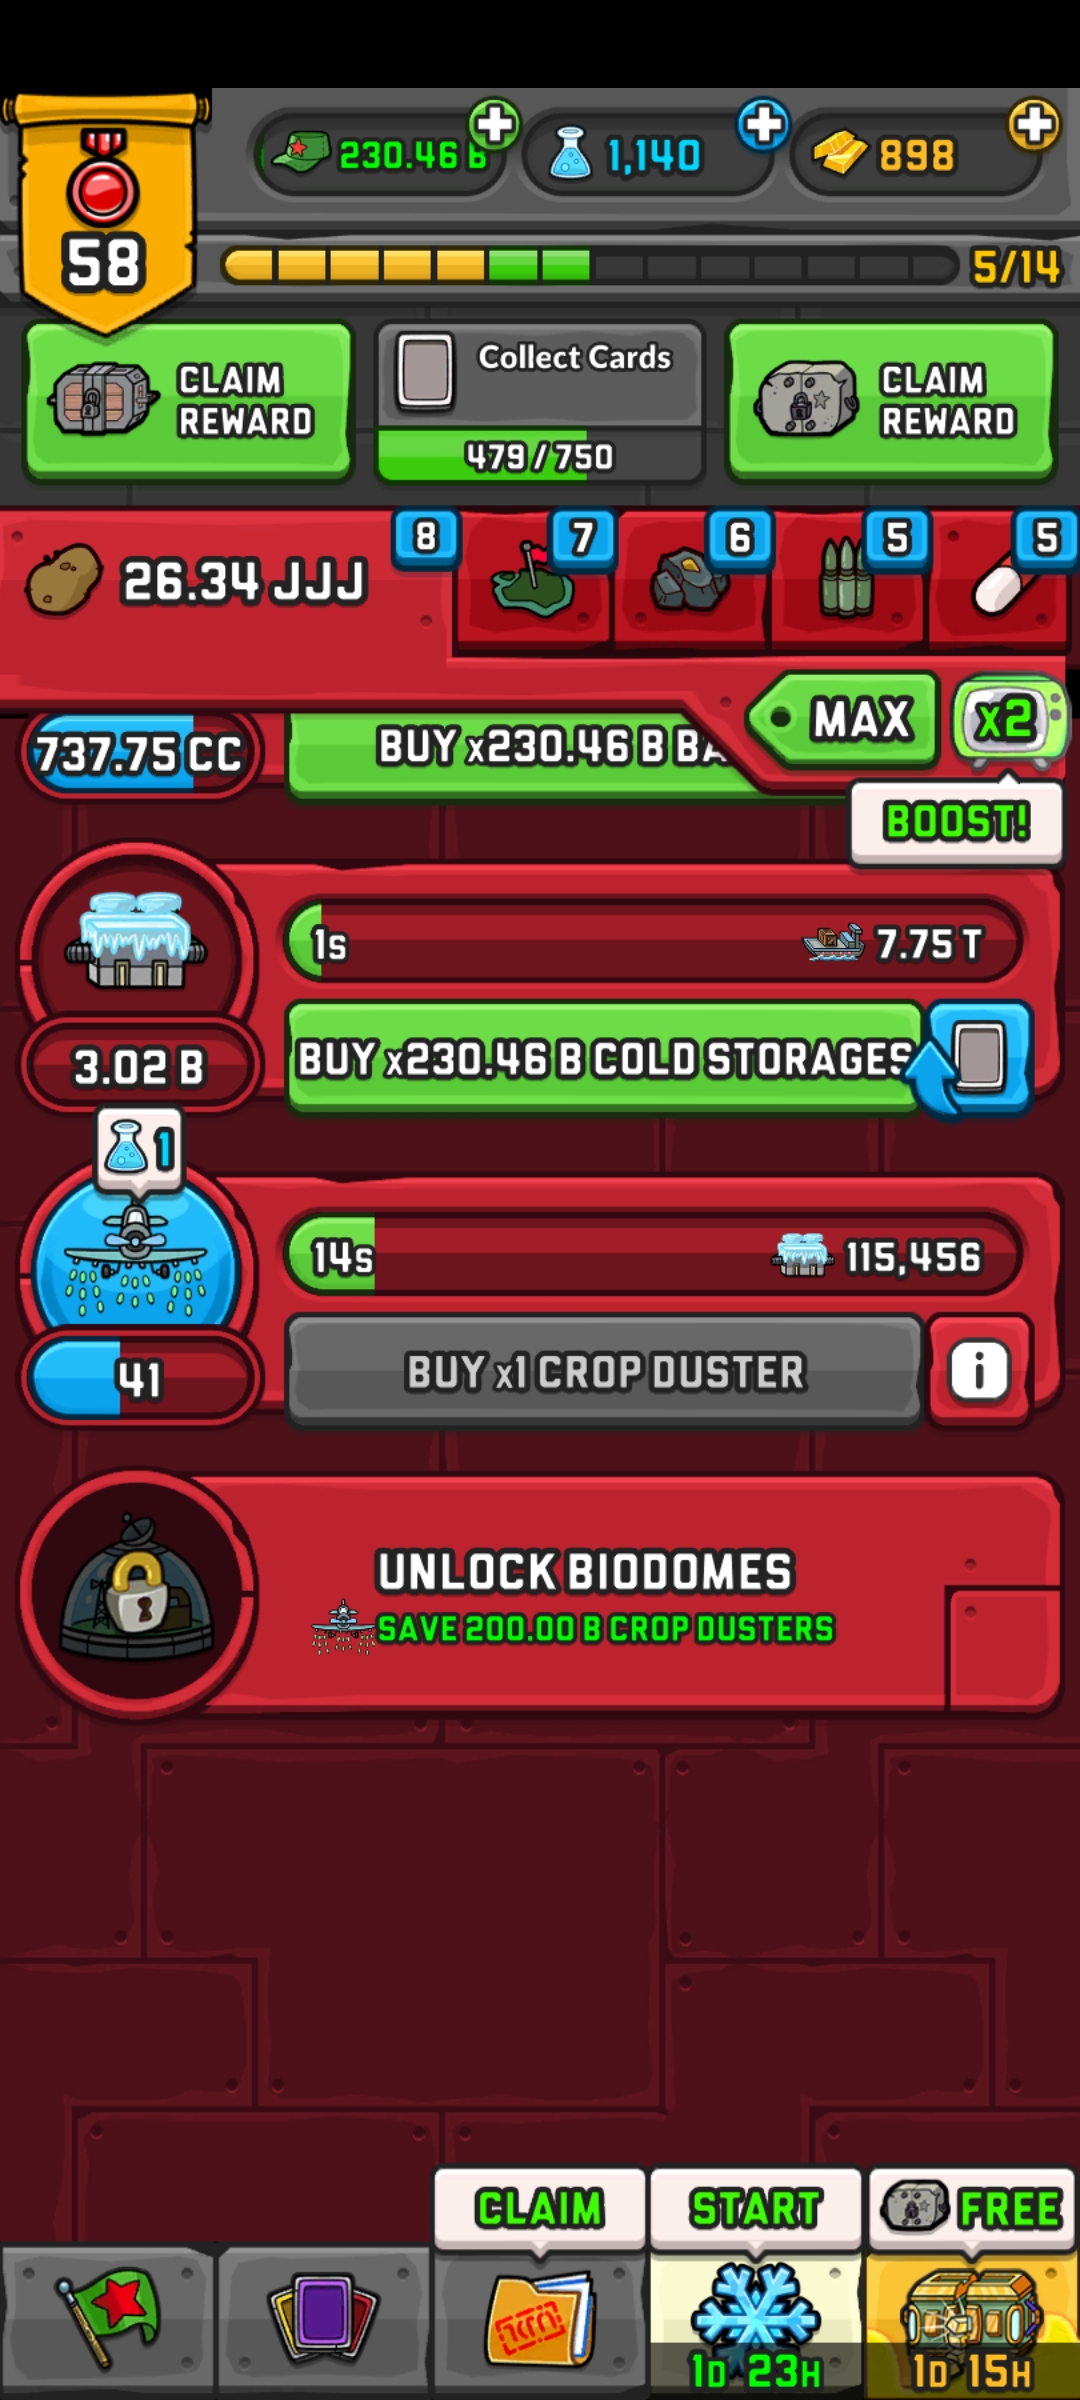 58
230.46 B
1,140
898
5/14
CLAIM REWARD
Collect Cards
479 / 750
CLAIM REWARD
26.34 JJJ
8
7
6
5
5
MAX
x2
BOOST!
737.75 CC
BUY x230.46 B
1s
7.75 T
3.02 B
BUY x230.46 B COLD STORAGES
1
14s
115,456
41
BUY x1 CROP DUSTER
i
UNLOCK BIODOMES
SAVE 200.00 B CROP DUSTERS
CLAIM
START
FREE
1D 23H
1D 15H